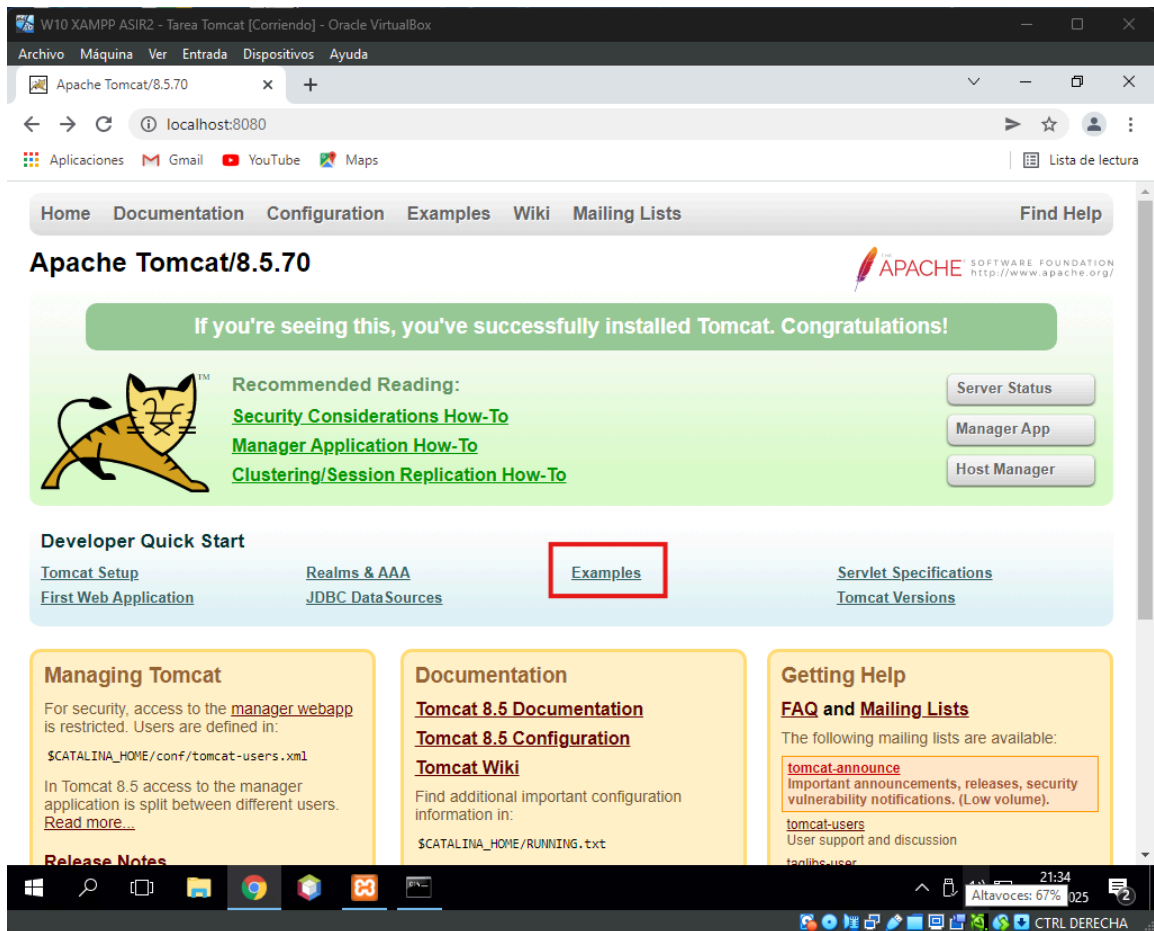 W10 XAMPP ASIR2 - Tarea Tomcat [Corriendo] - Oracle VirtualBox
Archivo Máquina Ver Entrada Dispositivos Ayuda
Apache Tomcat/8.5.70
localhost:8080
Aplicaciones Gmail YouTube Maps Lista de lectura
Home Documentation Configuration Examples Wiki Mailing Lists Find Help
Apache Tomcat/8.5.70
THE APACHE SOFTWARE FOUNDATION
http://www.apache.org/
If you're seeing this, you've successfully installed Tomcat. Congratulations!
TM
Recommended Reading:
Security Considerations How-To
Manager Application How-To
Clustering/Session Replication How-To
Server Status
Manager App
Host Manager
Developer Quick Start
Tomcat Setup
First Web Application
Realms & AAA
JDBC DataSources
Examples
Servlet Specifications
Tomcat Versions
Managing Tomcat
For security, access to the manager webapp
is restricted. Users are defined in:
$CATALINA_HOME/conf/tomcat-users.xml
In Tomcat 8.5 access to the manager
application is split between different users.
Read more...
Release Notes
Documentation
Tomcat 8.5 Documentation
Tomcat 8.5 Configuration
Tomcat Wiki
Find additional important configuration
information in:
$CATALINA_HOME/RUNNING.txt
Getting Help
FAQ and Mailing Lists
The following mailing lists are available:
tomcat-announce
Important announcements, releases, security
vulnerability notifications. (Low volume).
tomcat-users
User support and discussion
taglibs-user
21:34
Altavoces: 67%
025
2
CTRL DERECHA